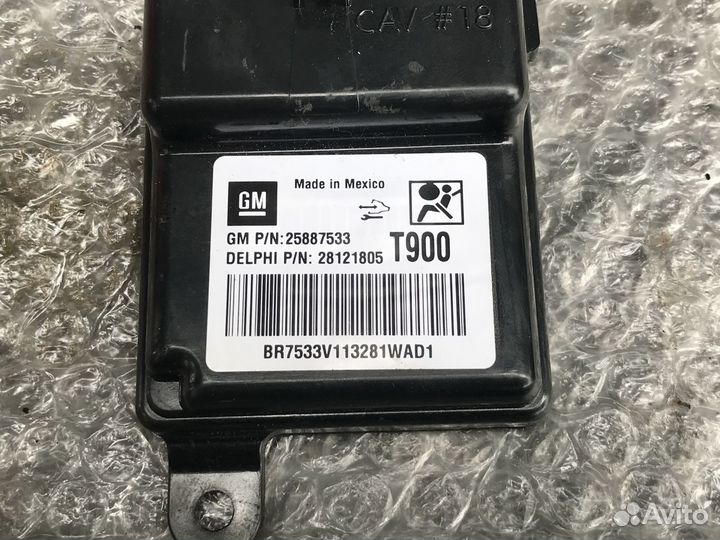 CAV #18
GM
Made in Mexico
GM P/N:25887533
DELPHI P/N: 28121805
T900
BR7533V113281WAD1
Avito